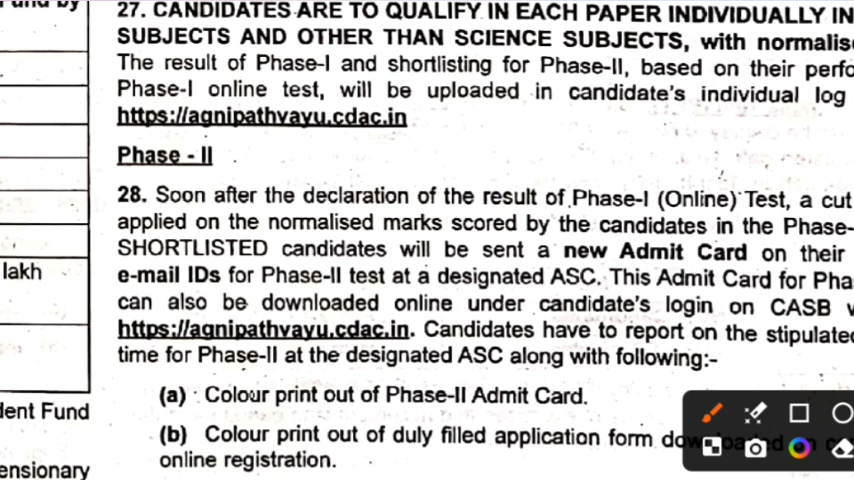 27. CANDIDATES ARE TO QUALIFY IN EACH PAPER INDIVIDUALLY IN
SUBJECTS AND OTHER THAN SCIENCE SUBJECTS, with
The result of Phase-I and shortlisting for Phase-II, based on their
Phase-I online test, will be uploaded in candidate's individual log
https://agnipathvayu.cdac.in
Phase - II
28. Soon after the declaration of the result of Phase-I (Online) Test, a cut
applied on the normalised marks scored by the candidates in the Phase-
SHORTLISTED candidates will be sent a new Admit Card on their
e-mail IDs for Phase-II test at a designated ASC. This Admit Card for
can also be downloaded online under candidate's login on CASB
https://agnipathvayu.cdac.in. Candidates have to report on the stipulated
time for Phase-II at the designated ASC along with following:-
(a) Colour print out of Phase-II Admit Card.
(b) Colour print out of duly filled application form
online registration.
lakh
dent Fund
ensionary